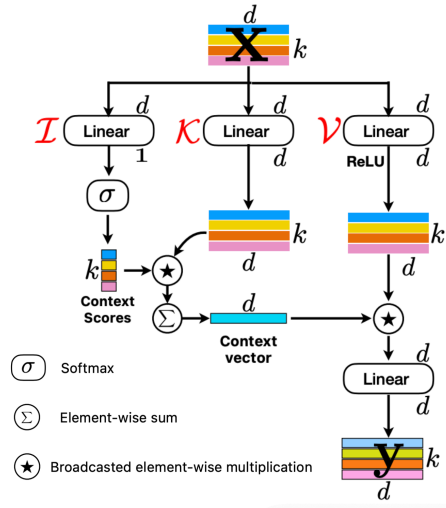 d
x
k
d
d
d
I
Linear
K
Linear
V
Linear
1
d
ReLU
d
σ
k
Context
Scores
k
d
k
d
Σ
d
Context
vector
d
Linear
d
σ
Softmax
Σ
Element-wise sum
Broadcasted element-wise multiplication
y
k
d